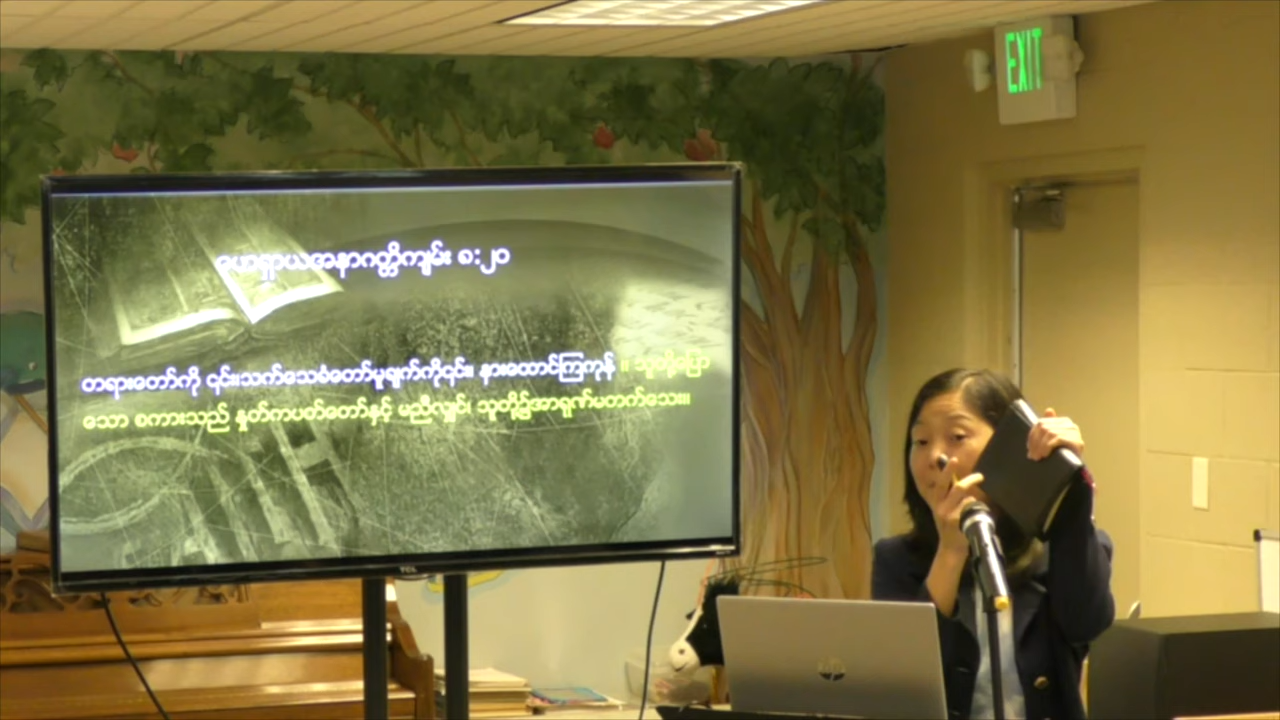 EXIT
ဟေရှာယအနာဂတ္တိကျမ်း ၈:၂၀
တရားတော်ကို ၎င်း။သက်သေခံတော်မူချက်ကို၎င်း။ နားထောင်ကြကုန် ။ သူတို့ပြော
သော စကားသည် နှုတ်ကပတ်တော်နှင့် မညီလျှင်၊ သူတို့၌အာရုဏ်မတက်သေး။
TCL
hp